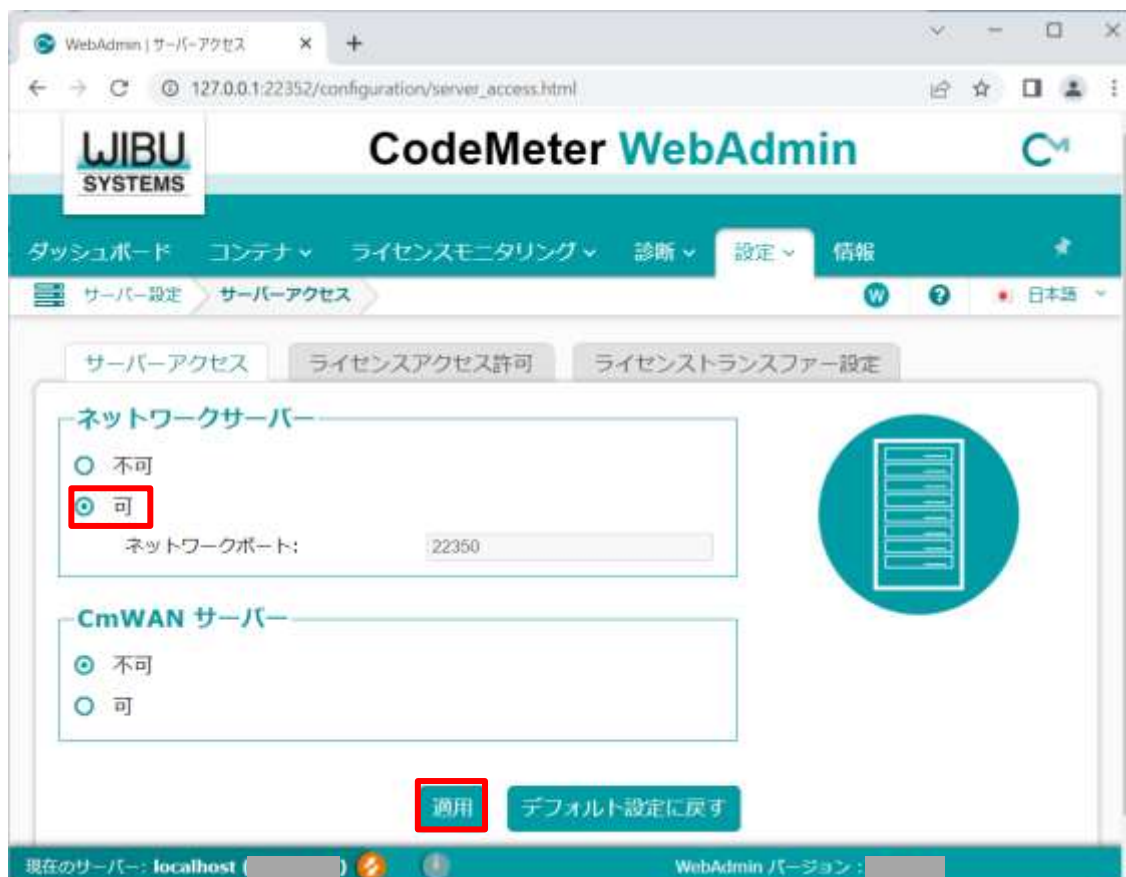 WebAdmin | サーバーアクセス
127.0.0.1:22352/configuration/server_access.html
WIBU
SYSTEMS
CodeMeter WebAdmin
ダッシュボード コンテナ ライセンスモニタリング 診断 設定 情報
サーバー設定 サーバーアクセス W ? 日本語
サーバーアクセス ライセンスアクセス許可 ライセンストランスファー設定
ネットワークサーバー
不可
可
ネットワークポート: 22350
CmWAN サーバー
不可
可
適用 デフォルト設定に戻す
現在のサーバー: localhost ( ) WebAdmin バージョン :